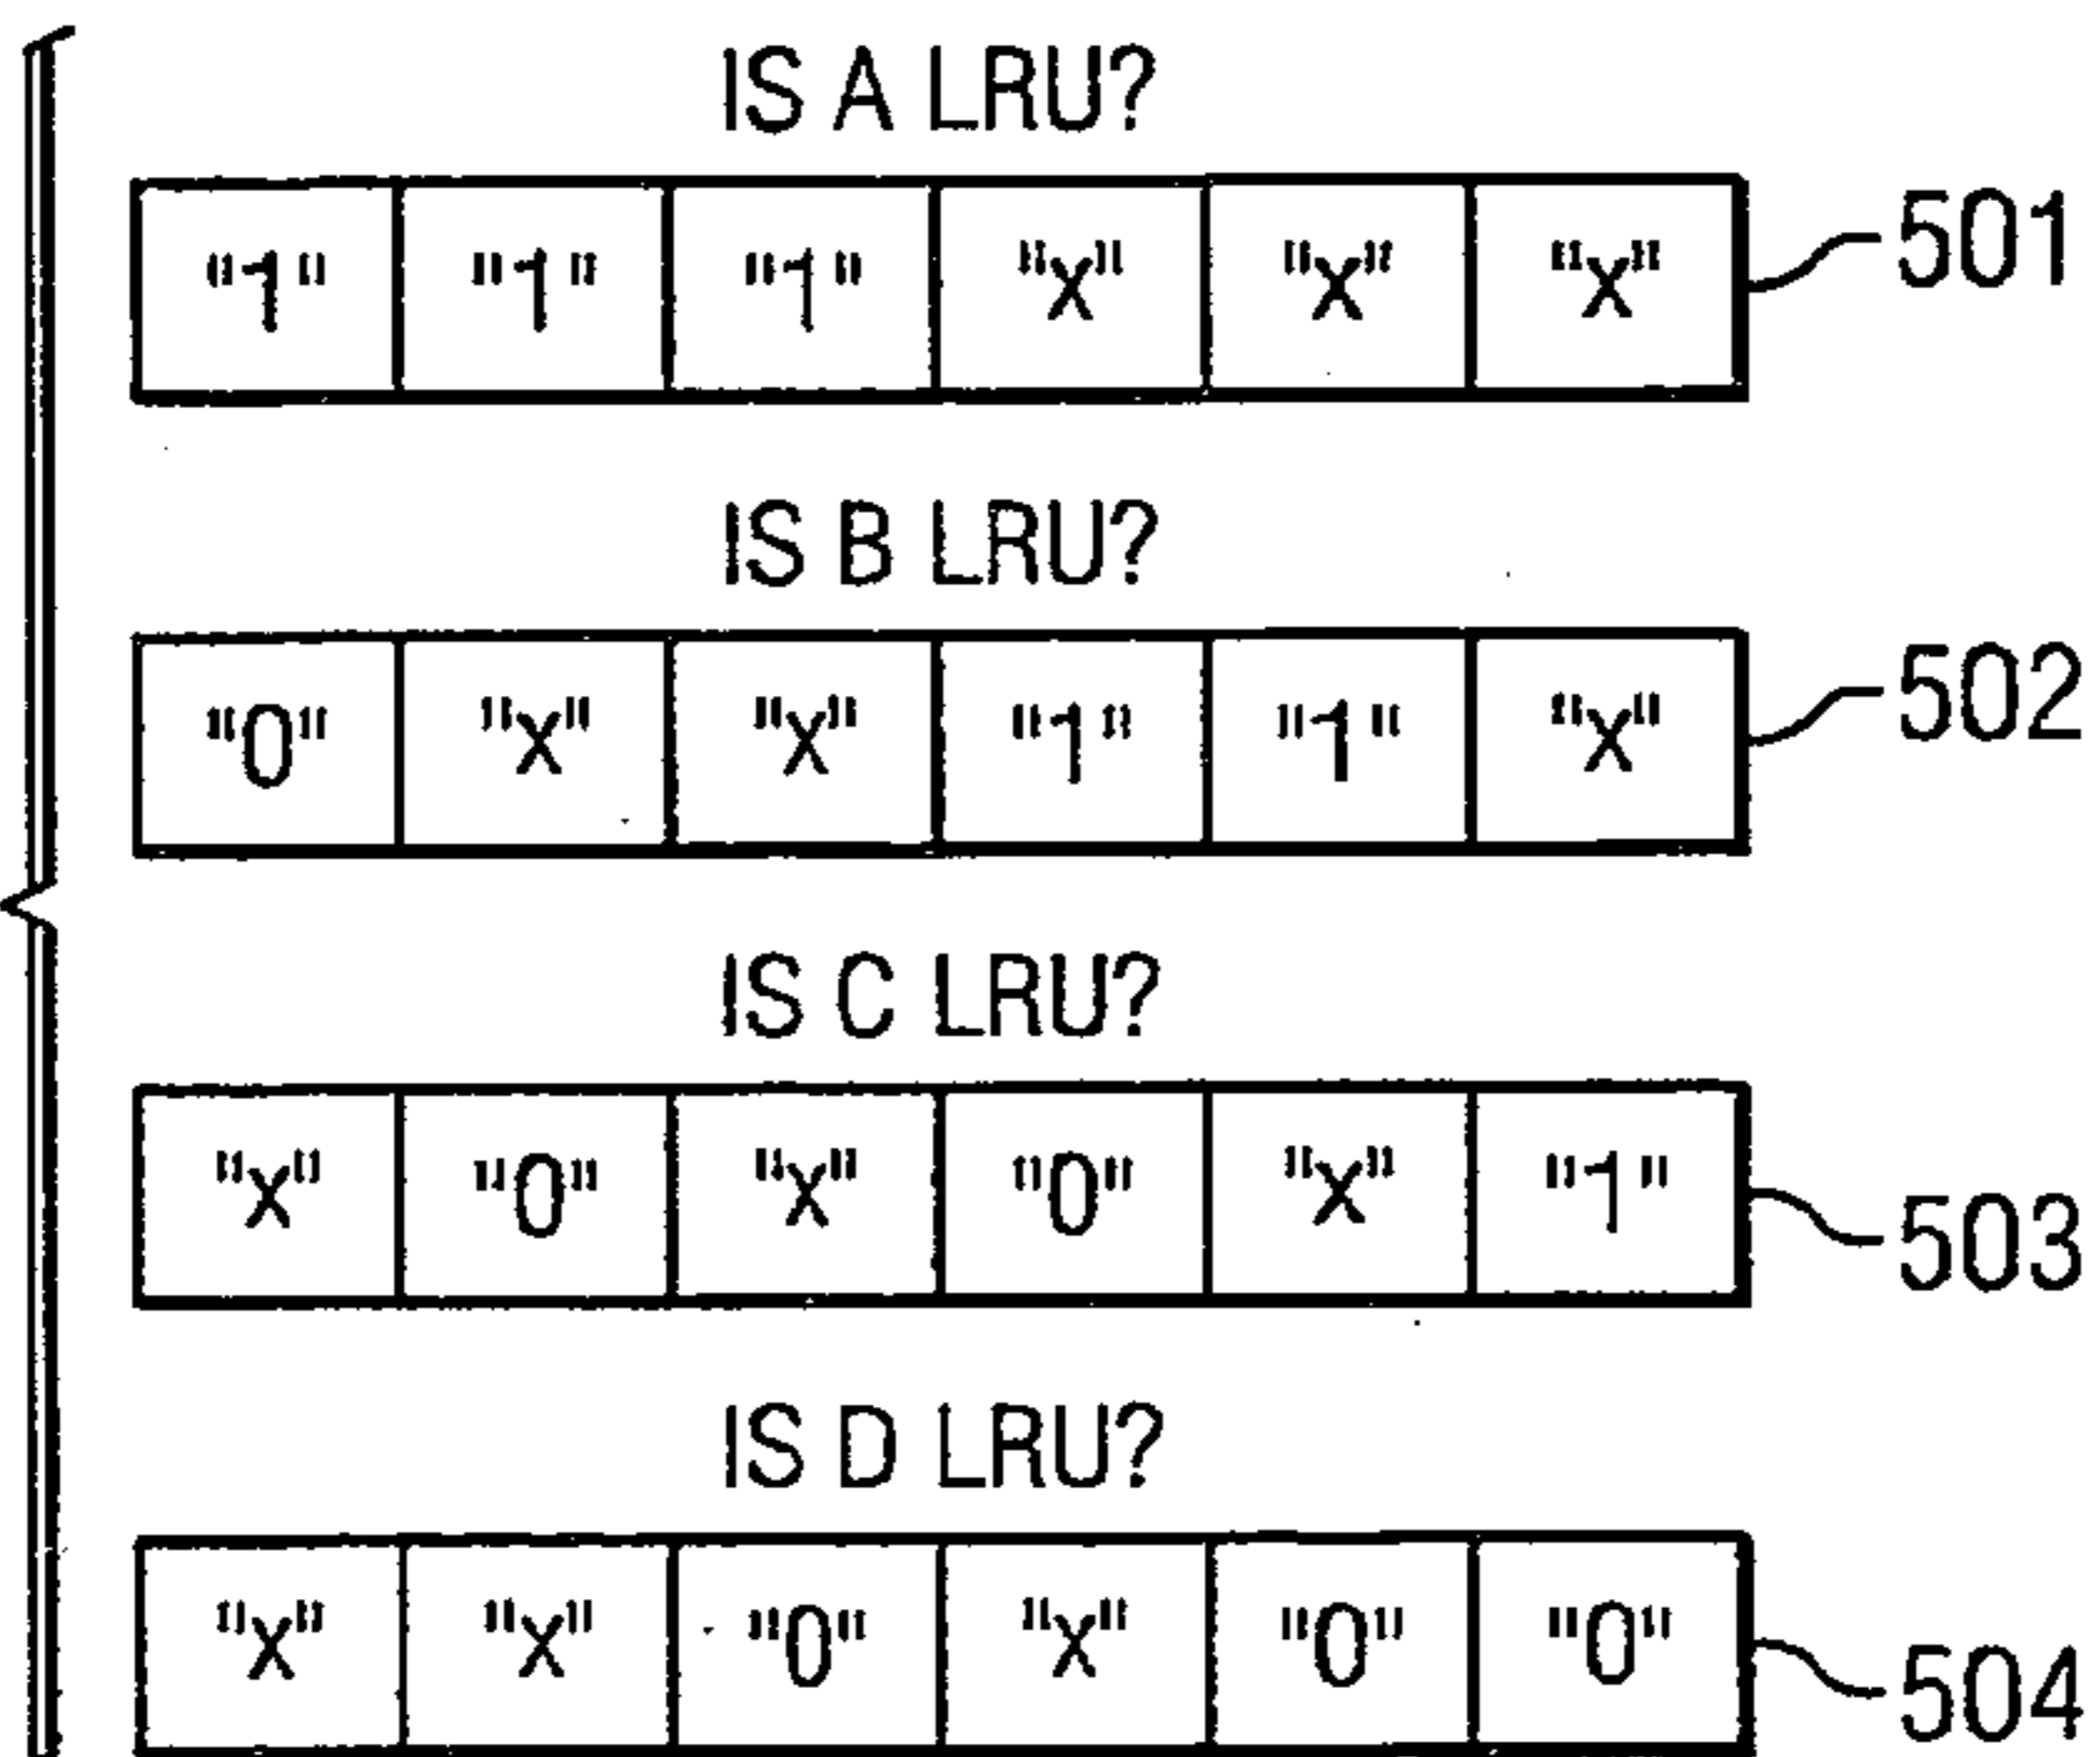 IS A LRU?
"1" "1" "1" "x" "x" "x" 501
IS B LRU?
"0" "x" "x" "1" "1" "x" 502
IS C LRU?
"x" "0" "x" "0" "x" "1" 503
IS D LRU?
"x" "x" "0" "x" "0" "0" 504